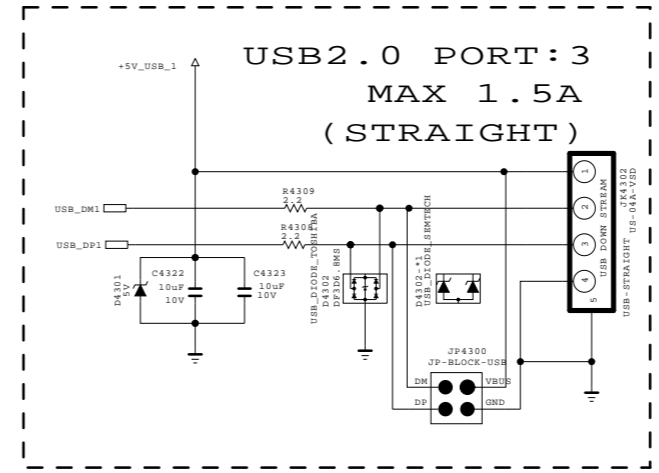 USB2.0 PORT:3
MAX 1.5A
(STRAIGHT)
+5V_USB_1
R4309
2.2
USB_DM1
R4308
2.2
USB_DP1
D4301
5V
C4322
10uF
10V
C4323
10uF
10V
USB_DIODE_TOSHIBA
D4302
DF3D6.8MS
D4302-*1
USB_DIODE_SEMTECH
1
2
3
4
5
USB DOWN STREAM
USB-STRAIGHT
JK4302
US-04A-VSD
JP4300
JP-BLOCK-USB
DM
VBUS
DP
GND